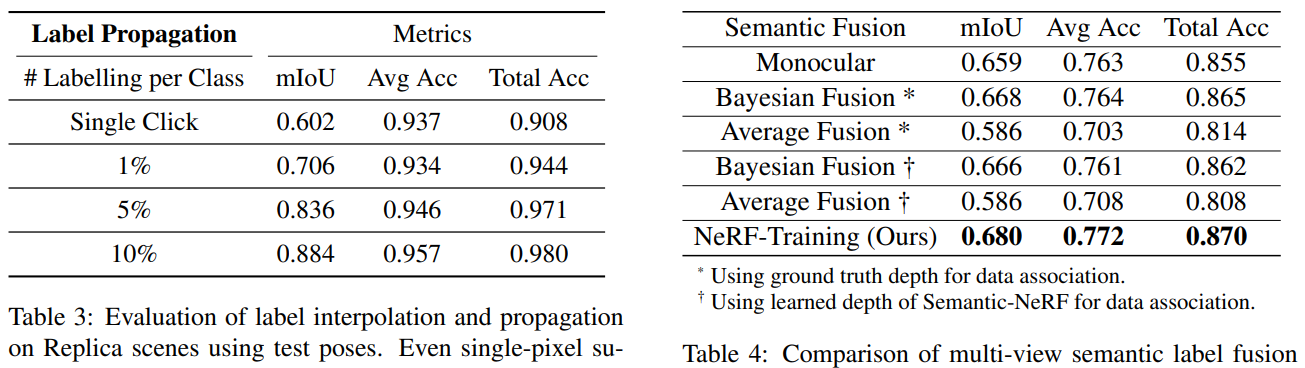 Label Propagation Metrics
# Labelling per Class mIoU Avg Acc Total Acc
Single Click 0.602 0.937 0.908
1% 0.706 0.934 0.944
5% 0.836 0.946 0.971
10% 0.884 0.957 0.980
Table 3: Evaluation of label interpolation and propagation
on Replica scenes using test poses. Even single-pixel su-
Semantic Fusion mIoU Avg Acc Total Acc
Monocular 0.659 0.763 0.855
Bayesian Fusion * 0.668 0.764 0.865
Average Fusion * 0.586 0.703 0.814
Bayesian Fusion † 0.666 0.761 0.862
Average Fusion † 0.586 0.708 0.808
NeRF-Training (Ours) 0.680 0.772 0.870
* Using ground truth depth for data association.
† Using learned depth of Semantic-NeRF for data association.
Table 4: Comparison of multi-view semantic label fusion